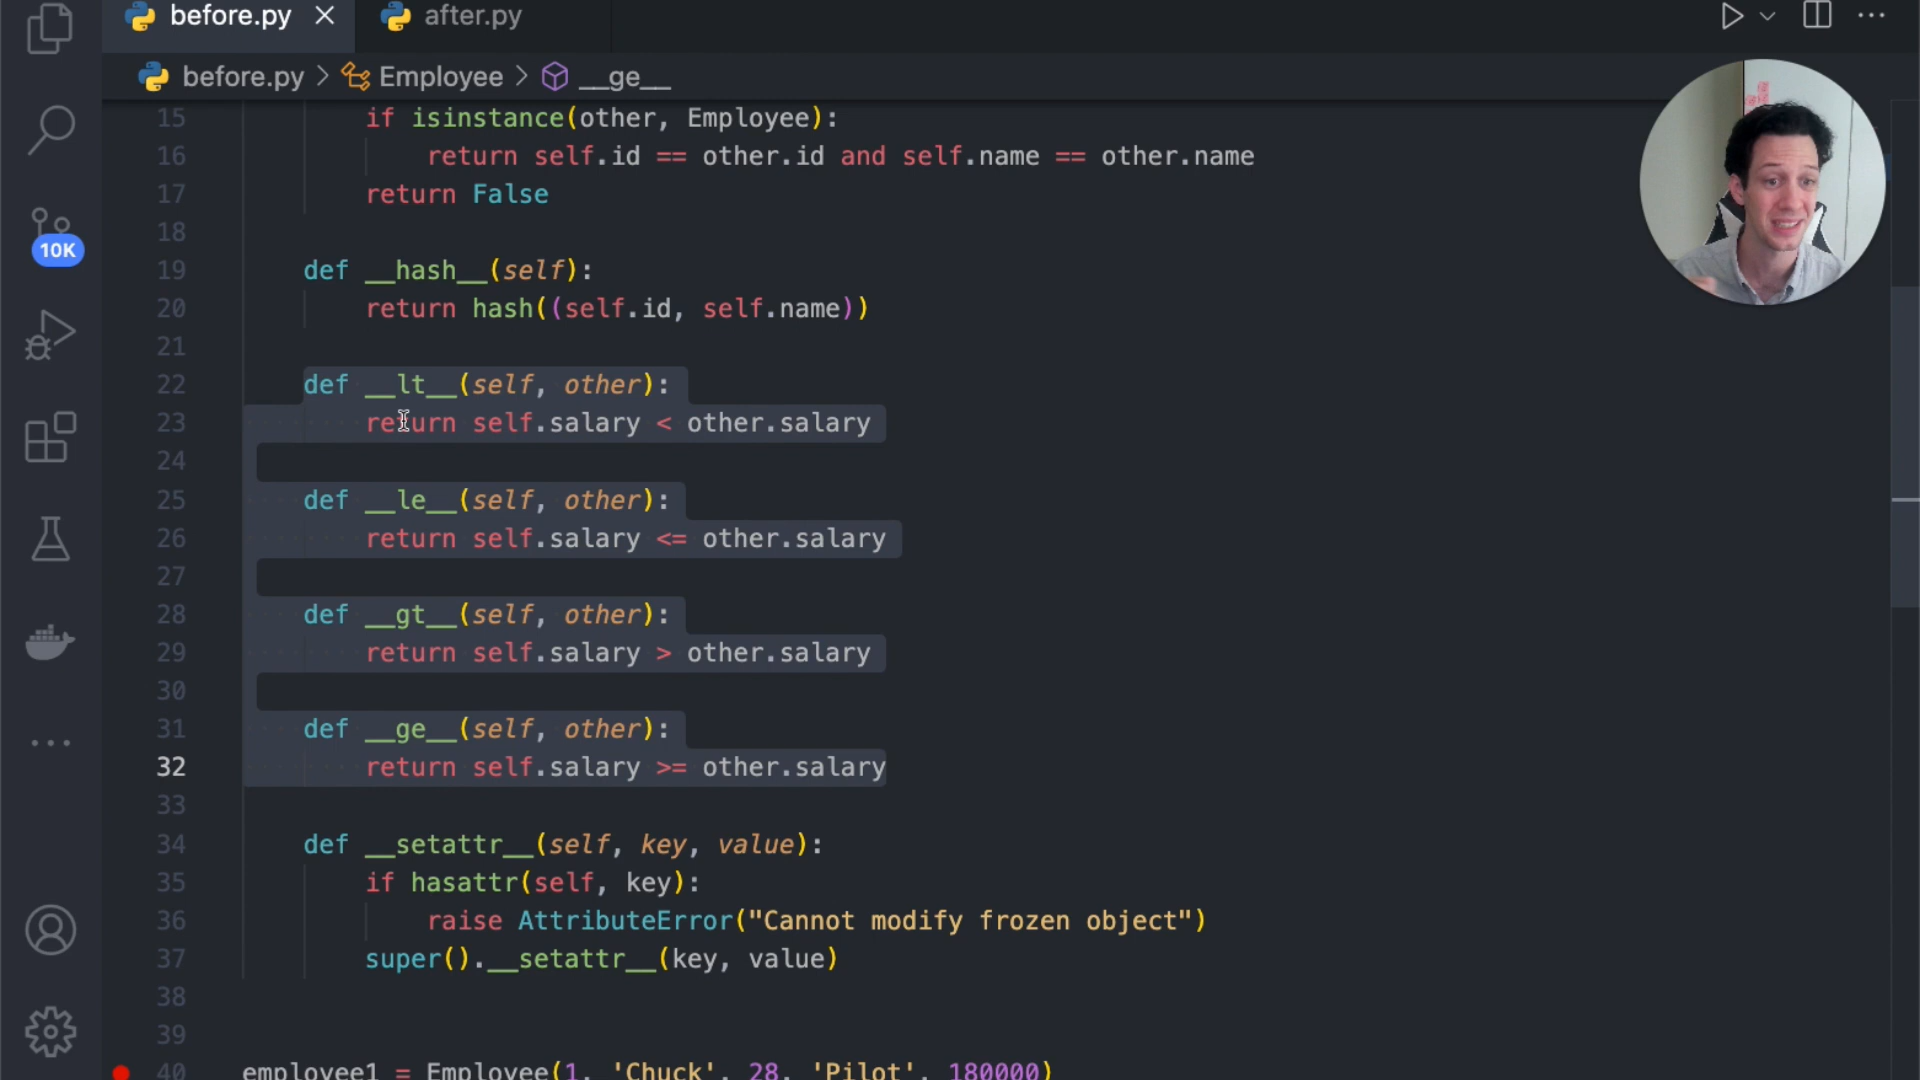 before.py
after.py
before.py > Employee > __ge__
15 if isinstance(other, Employee):
16 return self.id == other.id and self.name == other.name
17 return False
18
19 def __hash__(self):
20 return hash((self.id, self.name))
21
22 def __lt__(self, other):
23 return self.salary < other.salary
24
25 def __le__(self, other):
26 return self.salary <= other.salary
27
28 def __gt__(self, other):
29 return self.salary > other.salary
30
31 def __ge__(self, other):
32 return self.salary >= other.salary
33
34 def __setattr__(self, key, value):
35 if hasattr(self, key):
36 raise AttributeError("Cannot modify frozen object")
37 super().__setattr__(key, value)
38
39
40 employee1 = Employee(1, 'Chuck', 28, 'Pilot', 180000)
10K